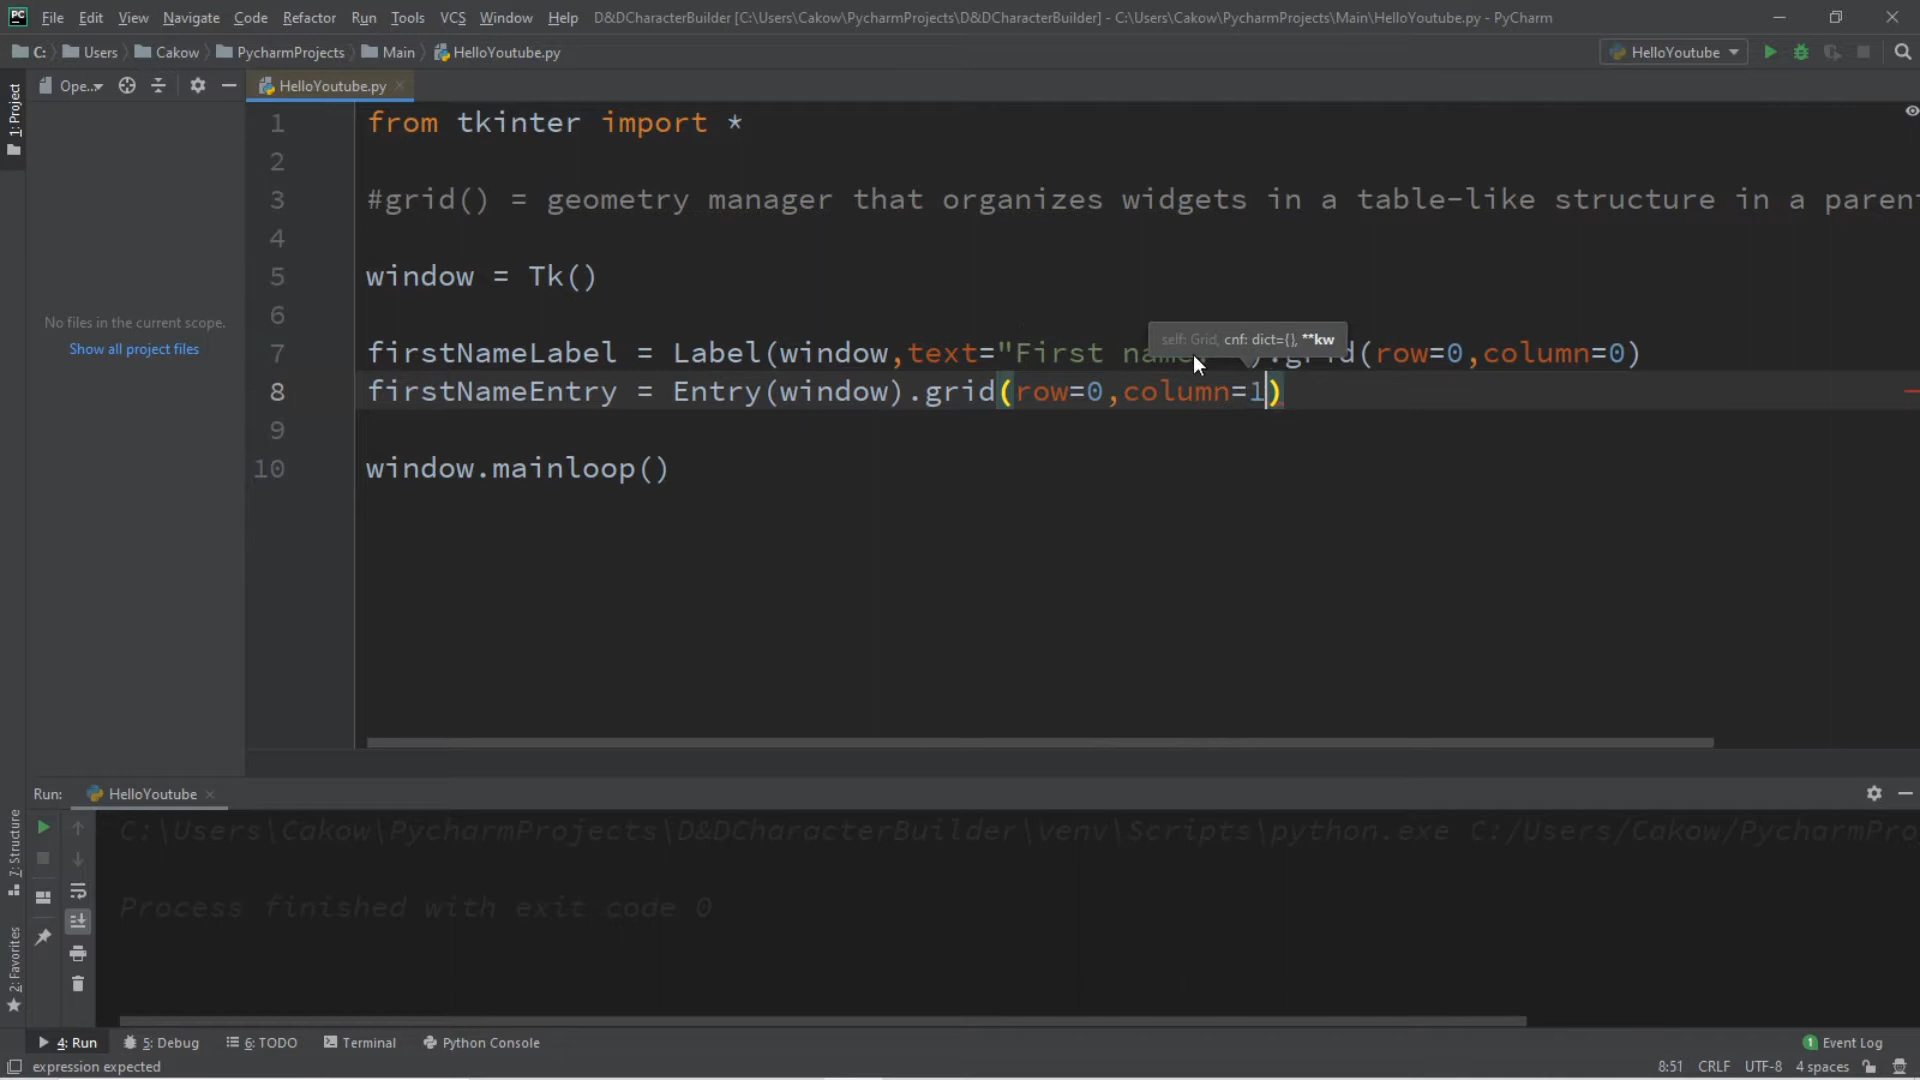 PC File Edit View Navigate Code Refactor Run Tools VCS Window Help D&DCharacterBuilder [C:\Users\Cakow\PycharmProjects\D&DCharacterBuilder] - C:\Users\Cakow\PycharmProjects\Main\HelloYoutube.py - PyCharm
C: Users Cakow PycharmProjects Main HelloYoutube.py HelloYoutube
1: Project
Ope.. HelloYoutube.py
1 from tkinter import *
2
3 #grid() = geometry manager that organizes widgets in a table-like structure in a paren
4
5 window = Tk()
6
No files in the current scope.
Show all project files
self: Grid, cnf: dict={}, **kw
7 firstNameLabel = Label(window,text="First .grid(row=0,column=0)
8 firstNameEntry = Entry(window).grid(row=0,column=1)
9
10 window.mainloop()
Run: HelloYoutube
C:\Users\Cakow\PycharmProjects\D&DCharacterBuilder\venv\Scripts\python.exe C:/Users/Cakow/PycharmPro
Process finished with exit code 0
7: Structure
2: Favorites
4: Run 5: Debug 6: TODO Terminal Python Console 1 Event Log
expression expected 8:51 CRLF UTF-8 4 spaces